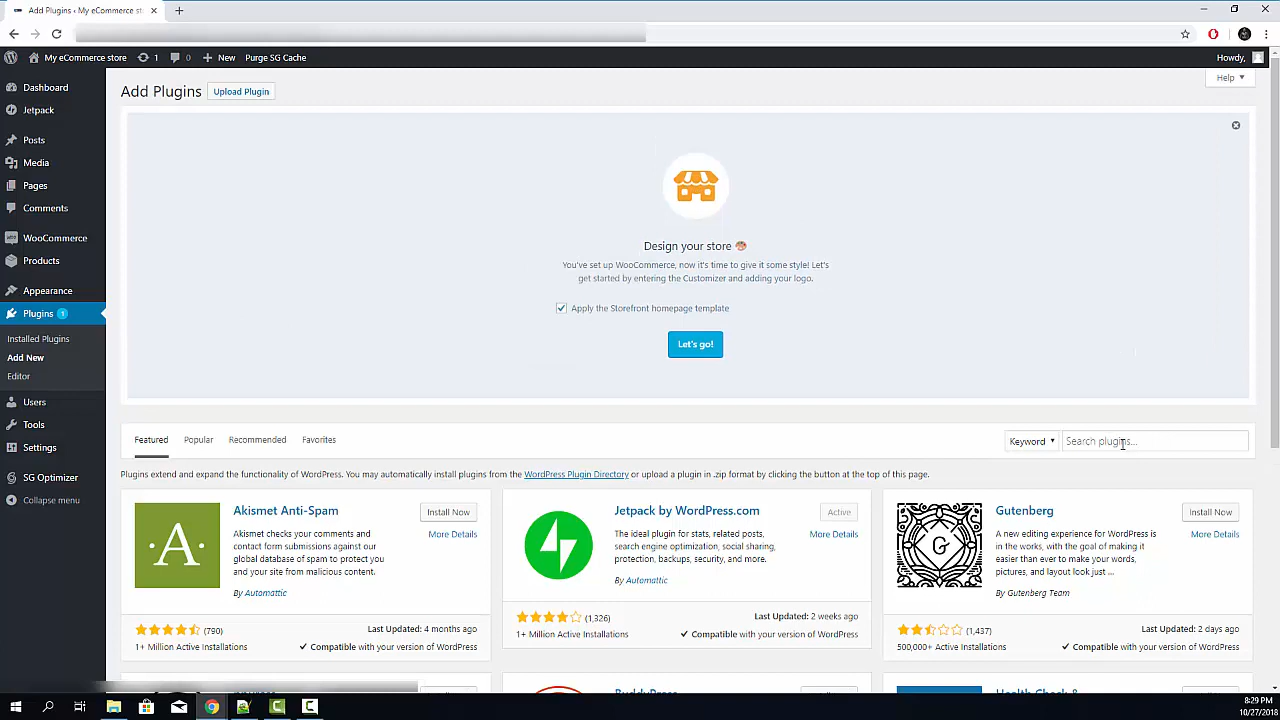 Add Plugins ‹ My eCommerce st
My eCommerce store 1 0 New Purge SG Cache Howdy,
Dashboard
Jetpack
Posts
Media
Pages
Comments
WooCommerce
Products
Appearance
Plugins 1
Installed Plugins
Add New
Editor
Users
Tools
Settings
SG Optimizer
Collapse menu
Help
Add Plugins Upload Plugin
Design your store
You've set up WooCommerce, now it's time to give it some style! Let's
get started by entering the Customizer and adding your logo.
Apply the Storefront homepage template
Let's go!
Featured Popular Recommended Favorites Keyword Search plugins...
Plugins extend and expand the functionality of WordPress. You may automatically install plugins from the WordPress Plugin Directory or upload a plugin in .zip format by clicking the button at the top of this page.
Akismet Anti-Spam
Install Now
More Details
Akismet checks your comments and
contact form submissions against our
global database of spam to protect you
and your site from malicious content.
By Automattic
(790)
Last Updated: 4 months ago
1+ Million Active Installations
Compatible with your version of WordPress
Jetpack by WordPress.com
Active
More Details
The ideal plugin for stats, related posts,
search engine optimization, social sharing,
protection, backups, security, and more.
By Automattic
(1,326)
Last Updated: 2 weeks ago
1+ Million Active Installations
Compatible with your version of WordPress
Gutenberg
Install Now
More Details
A new editing experience for WordPress is
in the works, with the goal of making it
easier than ever to make your words,
pictures, and layout look just ...
By Gutenberg Team
(1,437)
Last Updated: 2 days ago
500,000+ Active Installations
Compatible with your version of WordPress
BuddyPress
Health Check &
8:29 PM
10/27/2018